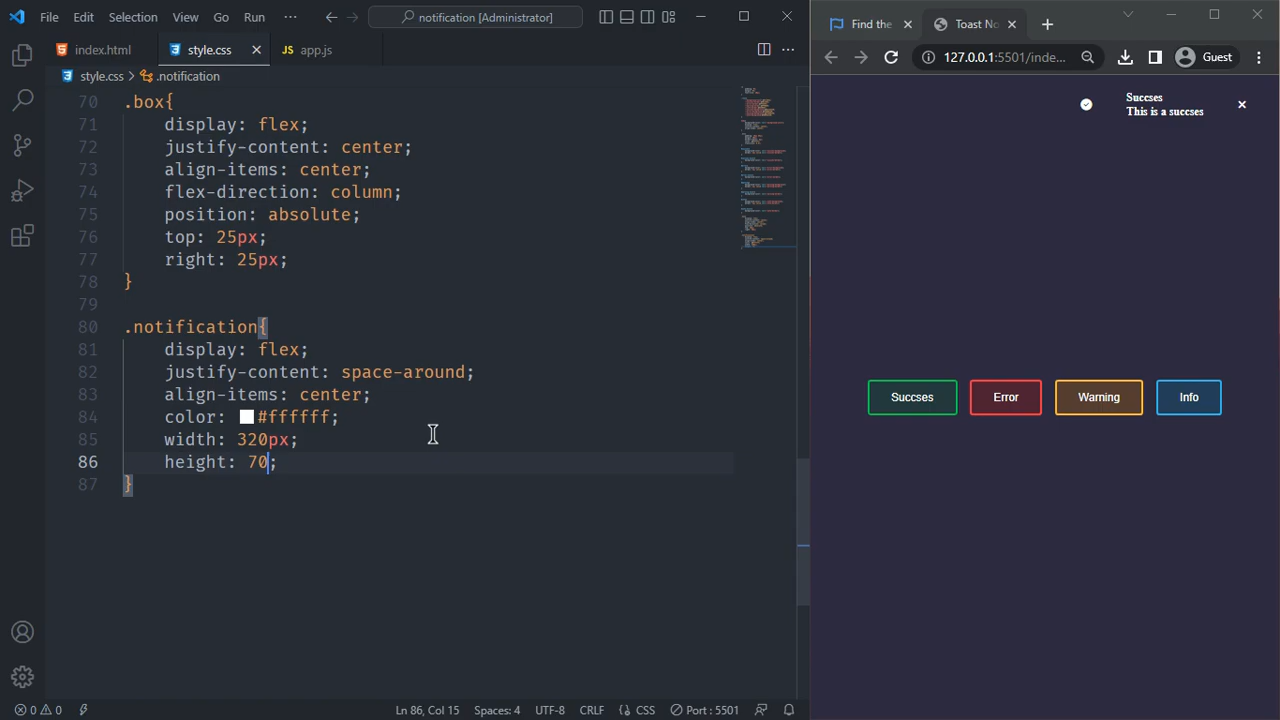 File Edit Selection View Go Run ··· notification [Administrator]
index.html style.css app.js
style.css > .notification
70 .box{
71 display: flex;
72 justify-content: center;
73 align-items: center;
74 flex-direction: column;
75 position: absolute;
76 top: 25px;
77 right: 25px;
78 }
79
80 .notification{
81 display: flex;
82 justify-content: space-around;
83 align-items: center;
84 color: #ffffff;
85 width: 320px;
86 height: 70;
87 }
0 0 Ln 86, Col 15 Spaces: 4 UTF-8 CRLF CSS Port : 5501
Find the Toast No
127.0.0.1:5501/inde... Guest
Succses
This is a succses
Succses Error Warning Info